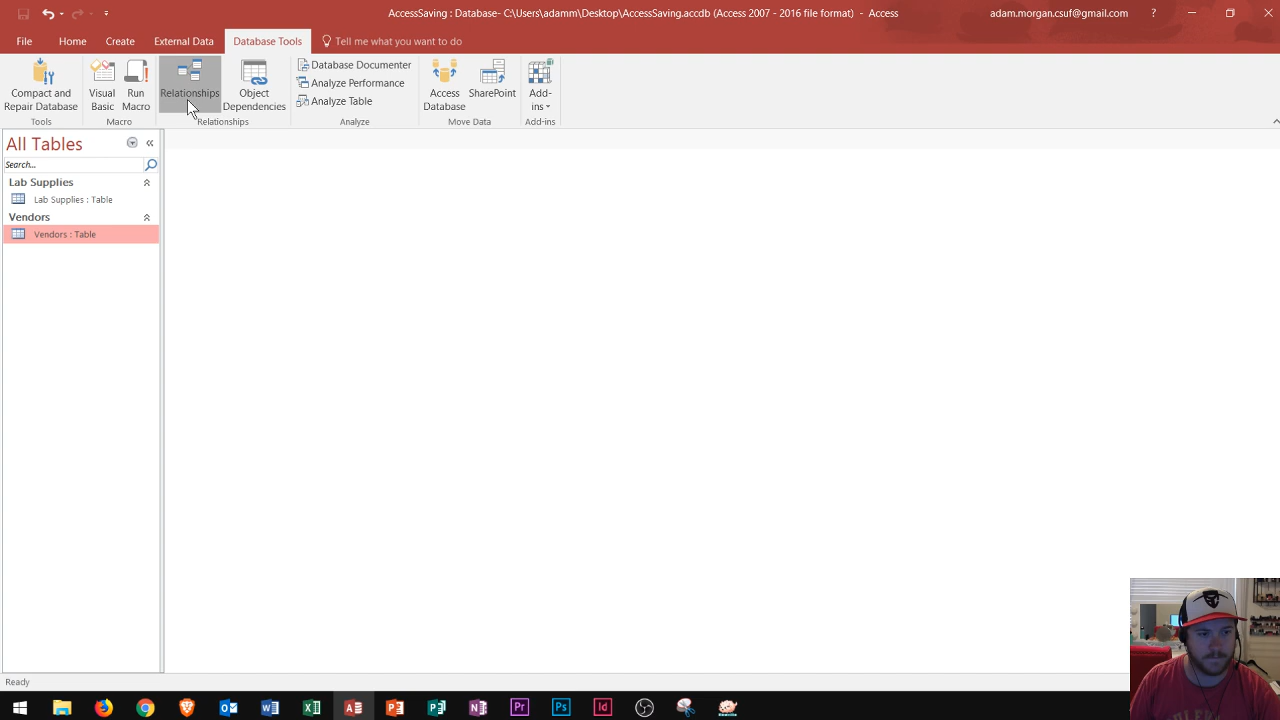 AccessSaving : Database- C:\Users\adamm\Desktop\AccessSaving.accdb (Access 2007 - 2016 file format) - Access
adam.morgan.csuf@gmail.com
?
File
Home
Create
External Data
Database Tools
Tell me what you want to do
Compact and
Repair Database
Visual
Basic
Run
Macro
Relationships
Object
Dependencies
Database Documenter
Analyze Performance
Analyze Table
Access
Database
SharePoint
Add-
ins
Tools
Macro
Relationships
Analyze
Move Data
Add-ins
All Tables
Search...
Lab Supplies
Lab Supplies : Table
Vendors
Vendors : Table
Ready